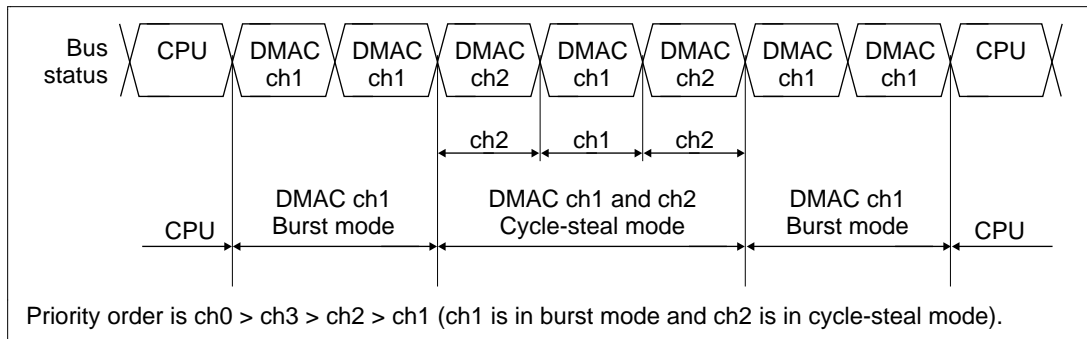 Bus status
CPU
DMAC ch1
DMAC ch1
DMAC ch2
DMAC ch1
DMAC ch2
DMAC ch1
DMAC ch1
CPU
ch2
ch1
ch2
CPU
DMAC ch1
Burst mode
DMAC ch1 and ch2
Cycle-steal mode
DMAC ch1
Burst mode
CPU
Priority order is ch0 > ch3 > ch2 > ch1 (ch1 is in burst mode and ch2 is in cycle-steal mode).